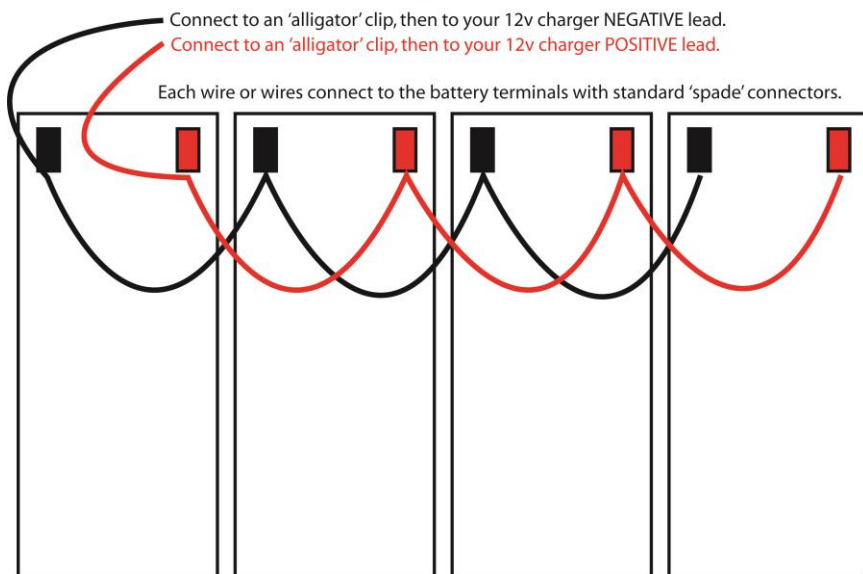 Connect to an ‘alligator’ clip, then to your 12v charger NEGATIVE lead.
Connect to an ‘alligator’ clip, then to your 12v charger POSITIVE lead.
Each wire or wires connect to the battery terminals with standard ‘spade’ connectors.